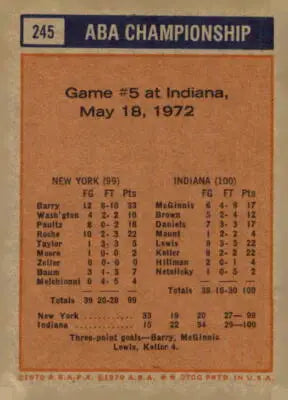 245 ABA CHAMPIONSHIP
Game #5 at Indiana,
May 18, 1972
NEW YORK (99)
FG FT Pts
Barry 12 33
Wash'gton 4 2-2 10
Paultz 8 0-2 16
Roche 10 2-3 22
Taylor 1 3-3 5
Moore 1 0-0 2
Zeller 0 0-0 0
Baum 3 4-5 7
Melchionni 0 4-5 4
Totals 39 20-28 99
INDIANA (100)
FG FT Pts
McGinnis 6 4-8 17
Brown 5 2-4 12
Daniels 7 3-3 17
Mount 1 2-2 4
Lewis 9 3-5 22
Keller 8 2-2 22
Hillman 2 0-1 4
Netolicky 1 0-5 2
Totals 38 16-30 100
New York 33 19 20 27— 99
Indiana 15 22 34 29—100
Three-point goals—Barry, McGinnis
Lewis, Keller 4.
A.B.A. PRTD. IN U.S.A.